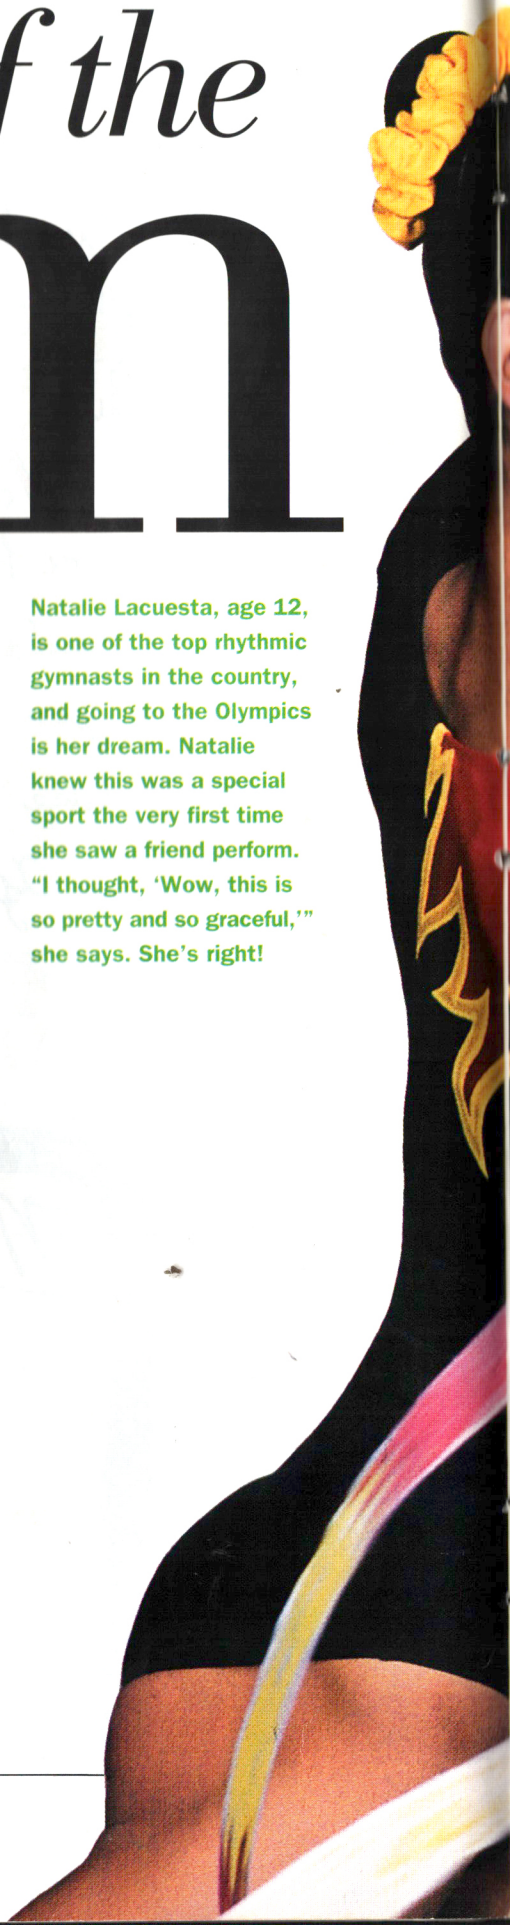 f the
m
Natalie Lacuesta, age 12,
is one of the top rhythmic
gymnasts in the country,
and going to the Olympics
is her dream. Natalie
knew this was a special
sport the very first time
she saw a friend perform.
“I thought, ‘Wow, this is
so pretty and so graceful,’”
she says. She’s right!